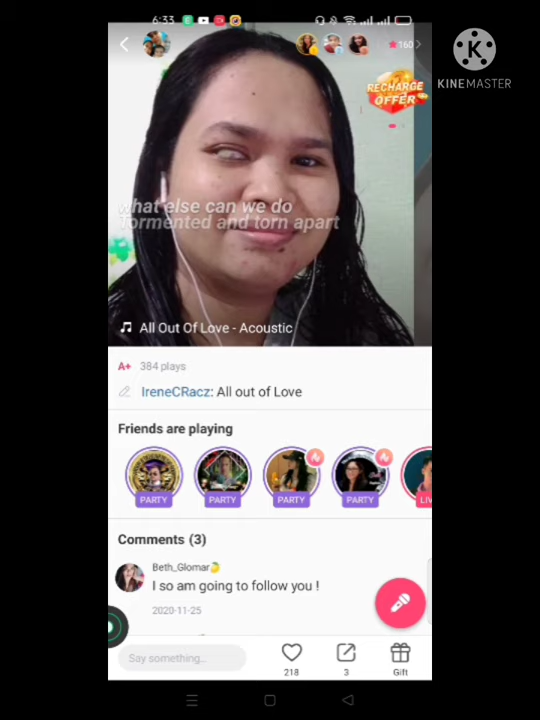 6:33
KINEMASTER
160
RECHARGE
OFFER
what else can we do
Tormented and torn apart
All Out Of Love - Acoustic
A+ 384 plays
IreneCRacz: All out of Love
Friends are playing
PARTY PARTY PARTY PARTY LIV
Comments (3)
Beth_Glomar
I so am going to follow you !
2020-11-25
Say something...
218 3 Gift